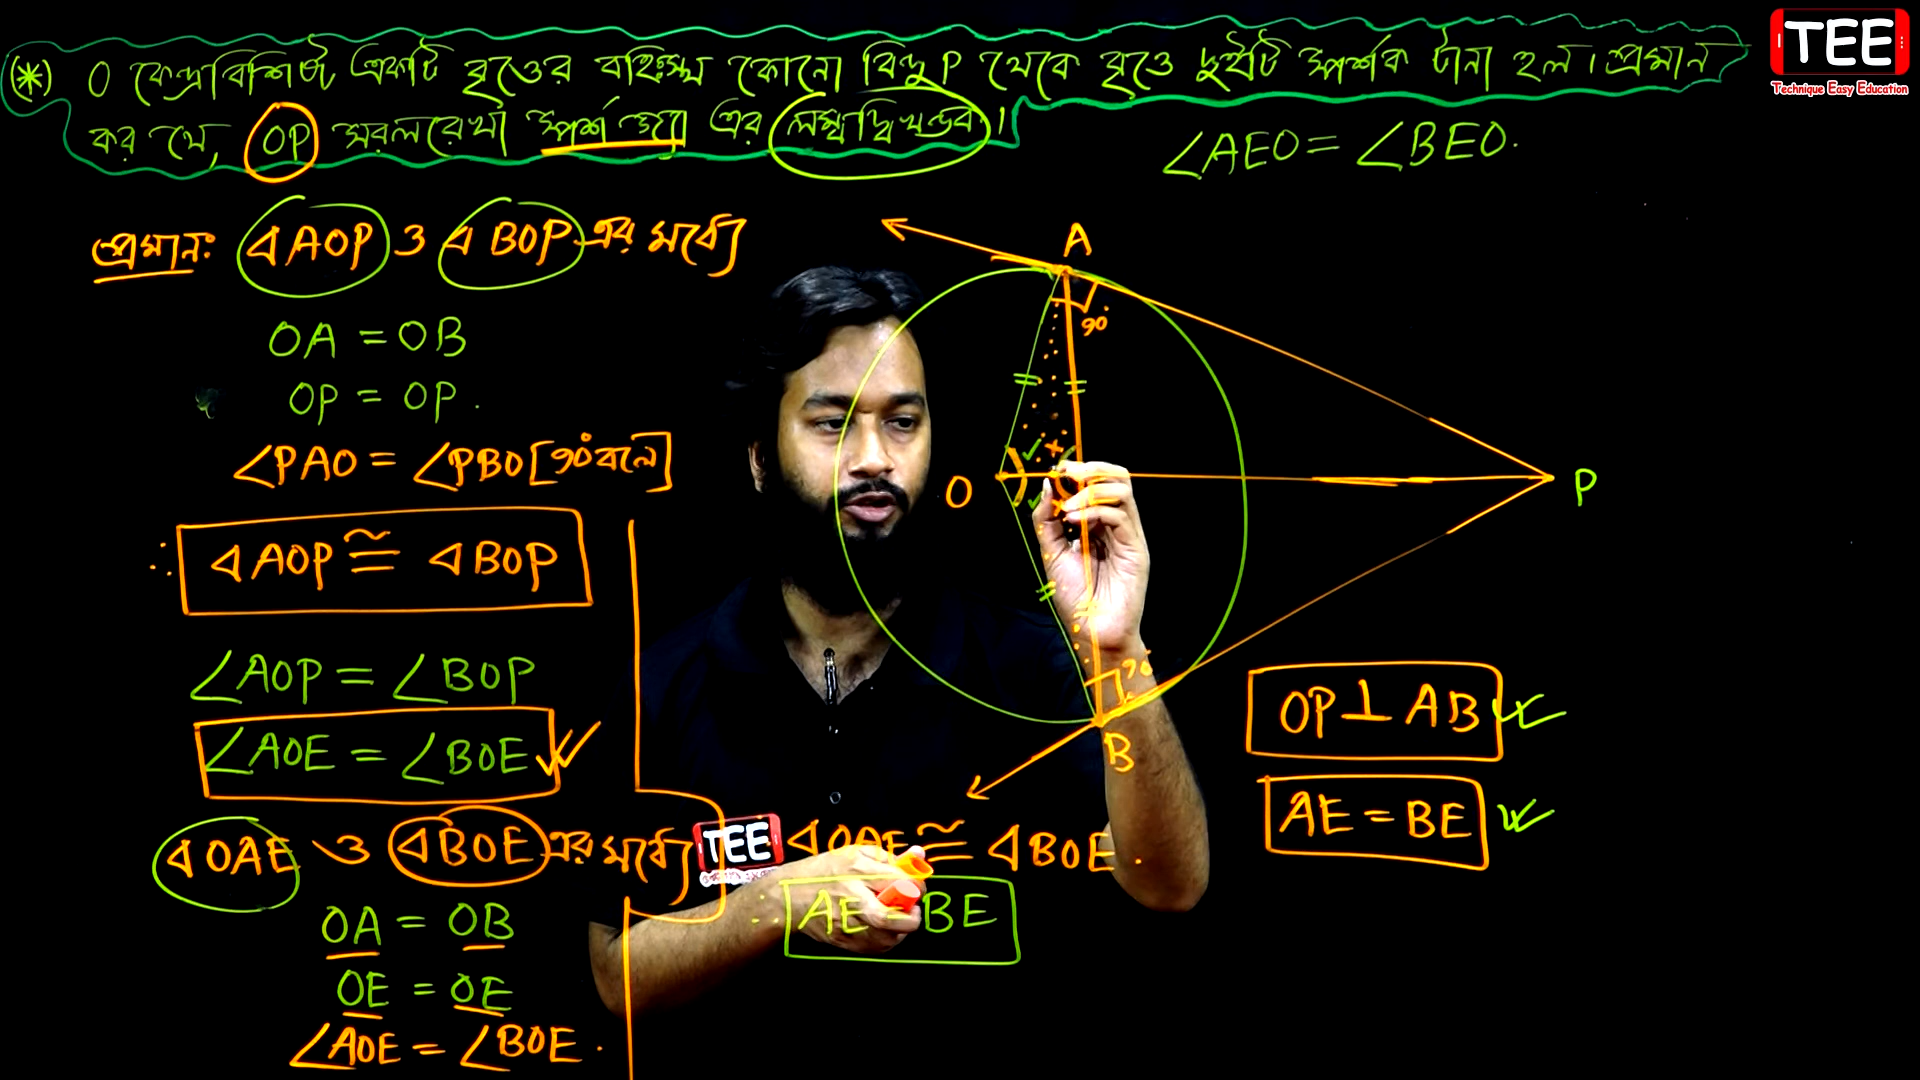 (*) O কেন্দ্রবিশিষ্ট একটি বৃত্তের বহিঃস্থ কোনো বিন্দু P থেকে বৃত্তে দুইটি স্পর্শক টানা হল। প্রমান
কর যে, OP সরলরেখা স্পর্শ জ্যা এর লম্বদ্বিখন্ডক।
∠AEO = ∠BEO.
প্রমান: ◁AOP ও ◁BOP এর মধ্যে
OA = OB
OP = OP.
∠PAO = ∠PBO [90° বলে]
∴ ◁AOP ≅ ◁BOP
∠AOP = ∠BOP
∠AOE = ∠BOE
◁OAE ও ◁BOE এর মধ্যে
OA = OB
OE = OE
∠AOE = ∠BOE.
◁OAE ≅ ◁BOE.
∴ AE = BE
A
90°
O
P
90°
B
OP ⊥ AB
AE = BE
TEE
Technique Easy Education
TEE